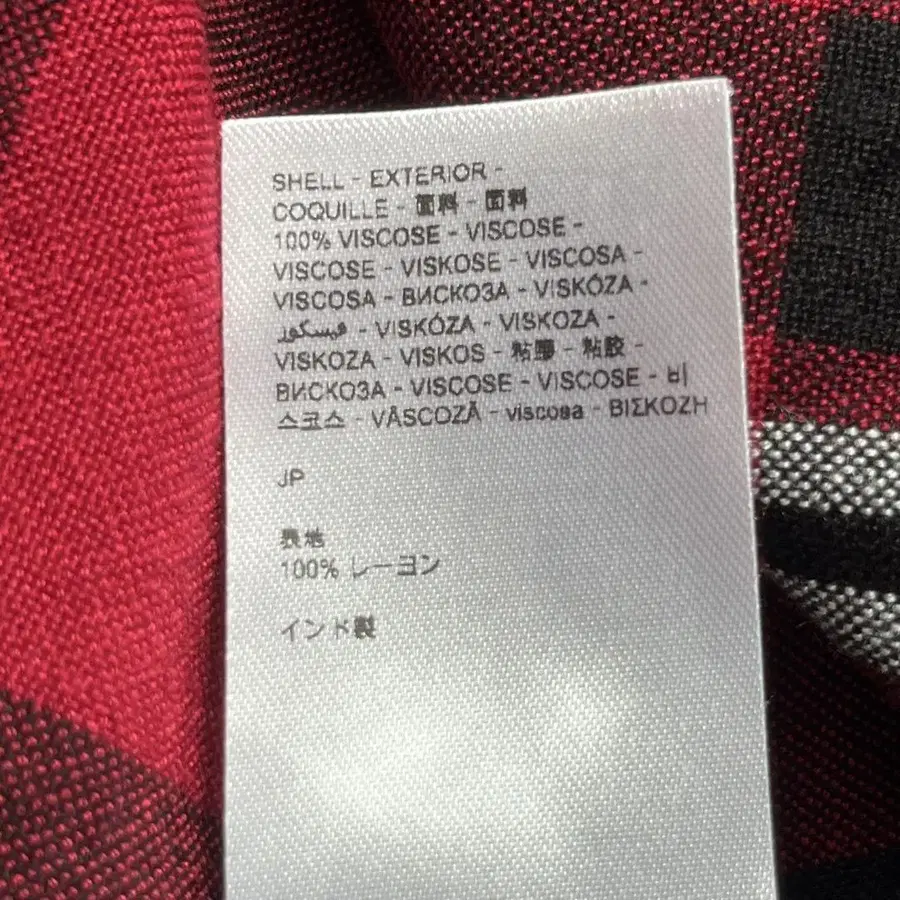 SHELL - EXTERIOR -
COQUILLE - 面料 - 面料
100% VISCOSE - VISCOSE -
VISCOSE - VISKOSE - VISCOSA -
VISCOSA - ВИСКОЗА - VISKÓZA -
فيسكوز - VISKÓZA - VISKOZA -
VISKOZA - VISKOS - 粘膠 - 粘胶 -
ВИСКОЗА - VISCOSE - VISCOSE - 비
스코스 - VÂSCOZĂ - viscosa - ΒΙΣΚΟΖΗ
JP
表地
100% レーヨン
インド製